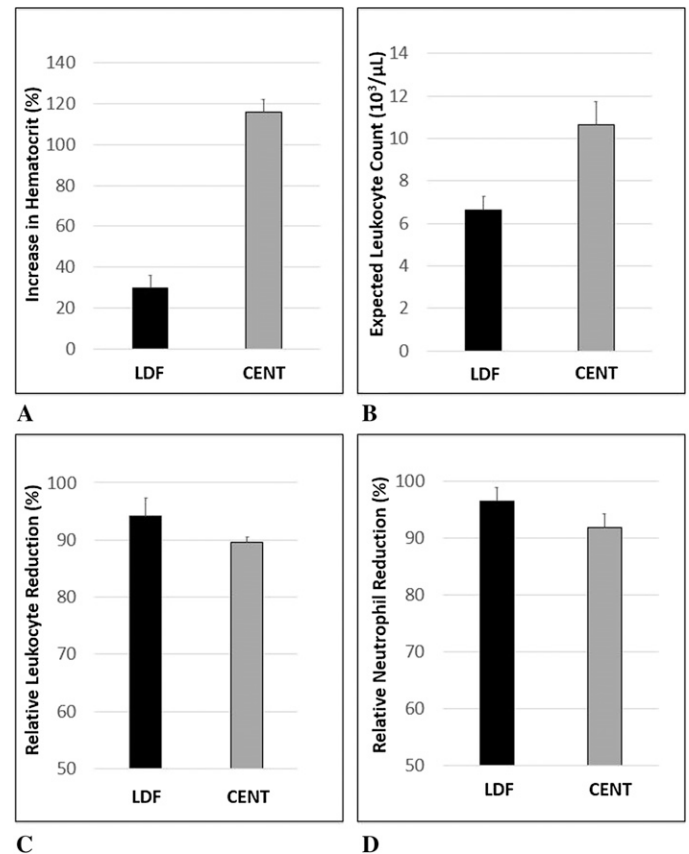 Increase in Hematocrit (%)
140
120
100
80
60
40
20
0
LDF CENT
A
Expected Leukocyte Count (10³/µL)
14
12
10
8
6
4
2
0
LDF CENT
B
Relative Leukocyte Reduction (%)
100
90
80
70
60
50
LDF CENT
C
Relative Neutrophil Reduction (%)
100
90
80
70
60
50
LDF CENT
D